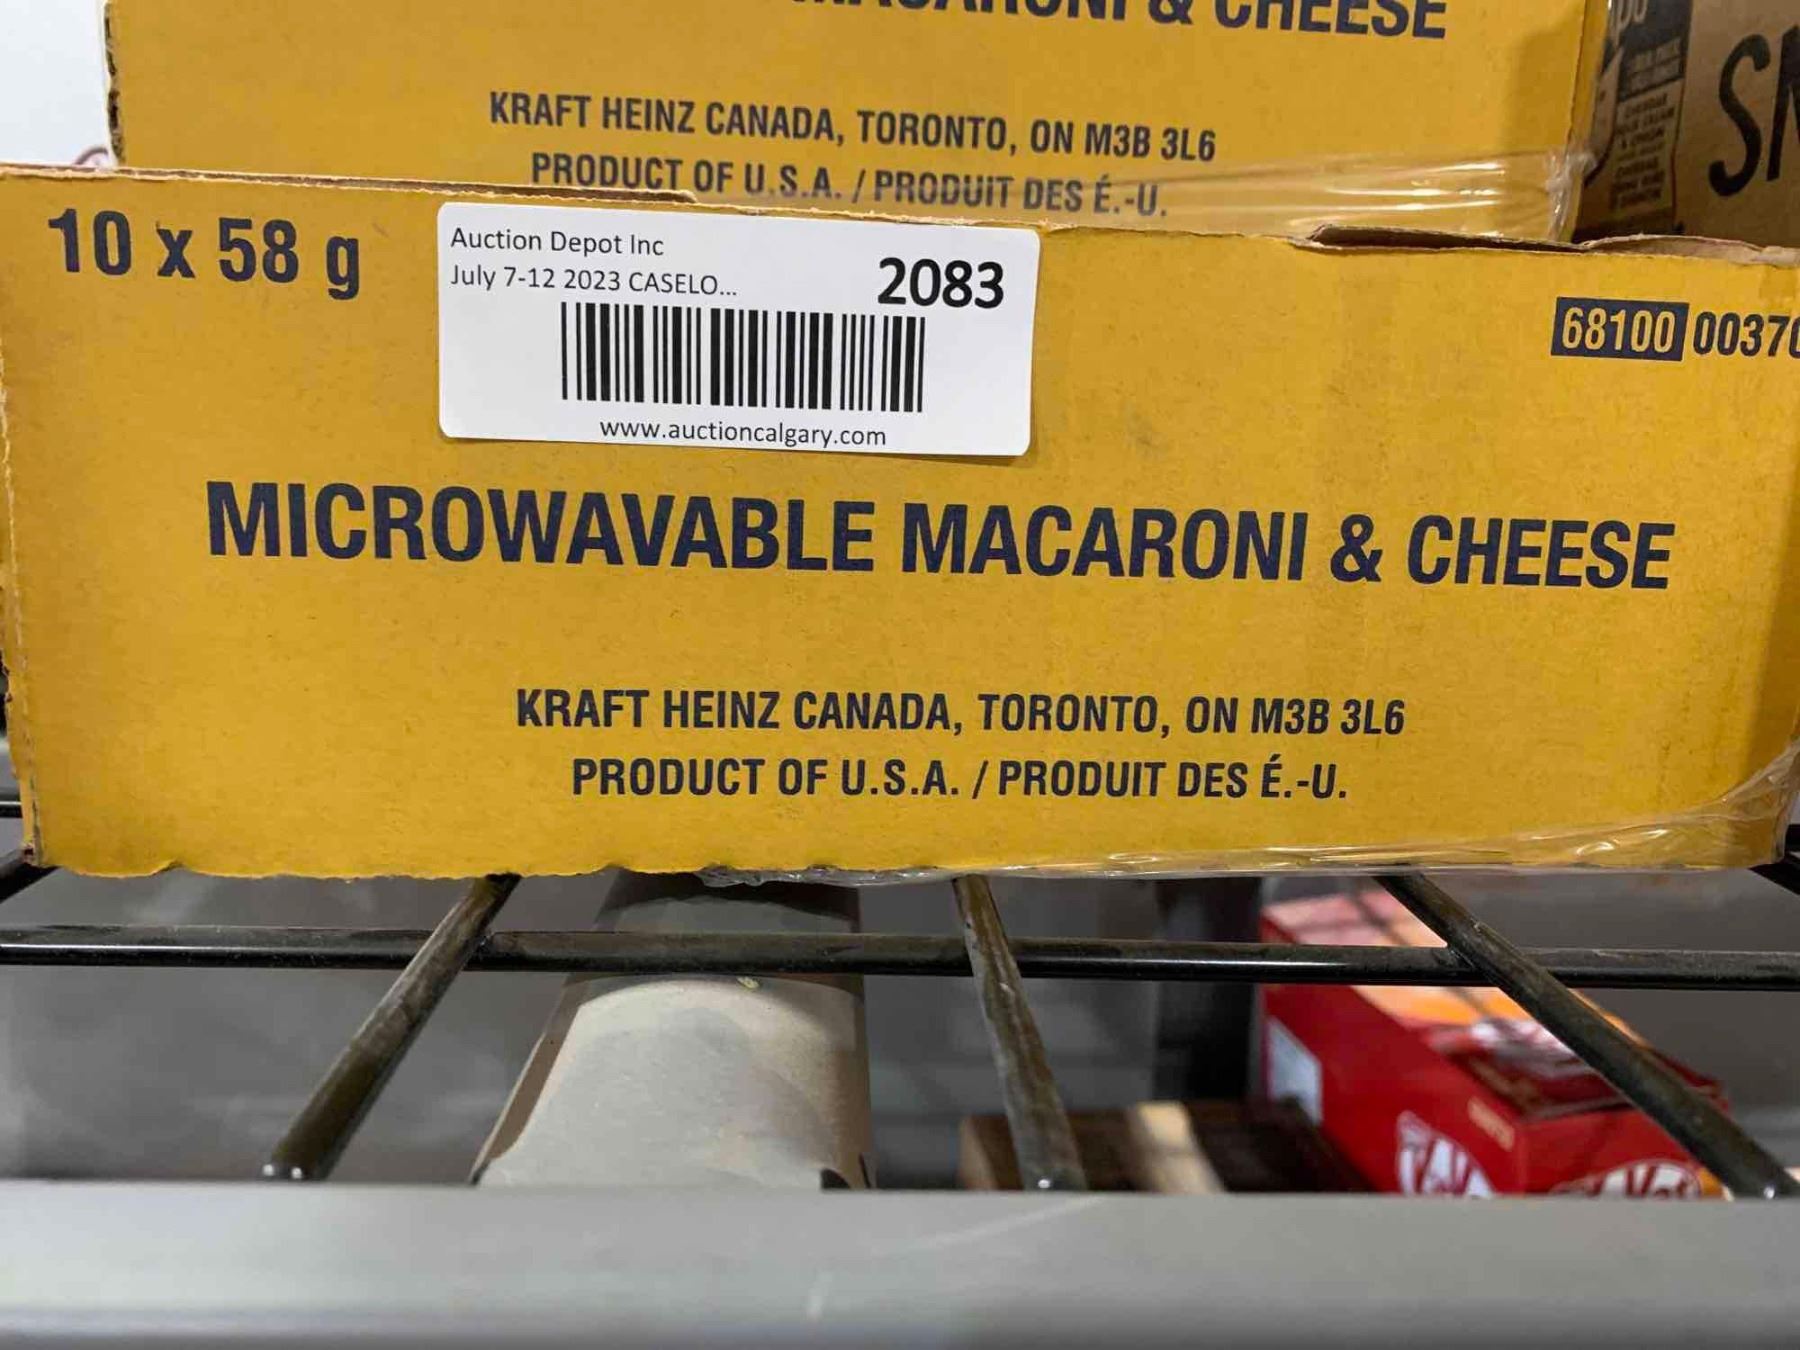 & CHEESE
KRAFT HEINZ CANADA, TORONTO, ON M3B 3L6
PRODUCT OF U.S.A. / PRODUIT DES É.-U.
10 x 58 g
Auction Depot Inc
July 7-12 2023 CASELO...
2083
www.auctioncalgary.com
68100 00370
MICROWAVABLE MACARONI & CHEESE
KRAFT HEINZ CANADA, TORONTO, ON M3B 3L6
PRODUCT OF U.S.A. / PRODUIT DES É.-U.